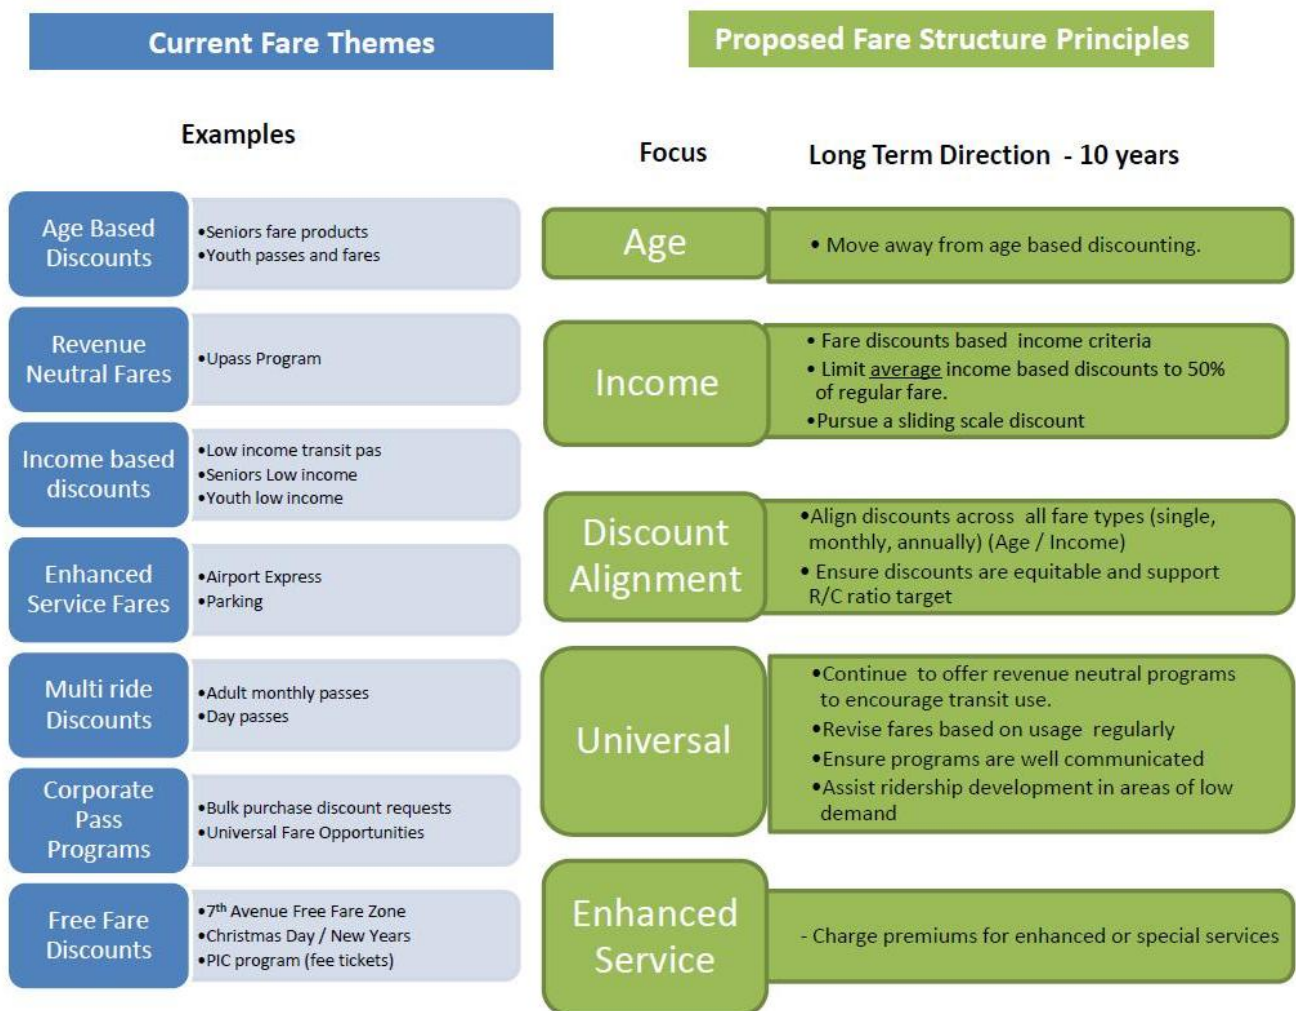 Current Fare Themes
Proposed Fare Structure Principles
Examples
Focus
Long Term Direction - 10 years
Age Based
Discounts
•Seniors fare products
•Youth passes and fares
Revenue
Neutral Fares
•Upass Program
Income based
discounts
•Low income transit pas
•Seniors Low income
•Youth low income
Enhanced
Service Fares
•Airport Express
•Parking
Multi ride
Discounts
•Adult monthly passes
•Day passes
Corporate
Pass
Programs
•Bulk purchase discount requests
•Universal Fare Opportunities
Free Fare
Discounts
•7th Avenue Free Fare Zone
•Christmas Day / New Years
•PIC program (fee tickets)
Age
• Move away from age based discounting.
Income
• Fare discounts based income criteria
• Limit average income based discounts to 50%
of regular fare.
•Pursue a sliding scale discount
Discount
Alignment
•Align discounts across all fare types (single,
monthly, annually) (Age / Income)
• Ensure discounts are equitable and support
R/C ratio target
Universal
•Continue to offer revenue neutral programs
to encourage transit use.
•Revise fares based on usage regularly
•Ensure programs are well communicated
•Assist ridership development in areas of low
demand
Enhanced
Service
- Charge premiums for enhanced or special services